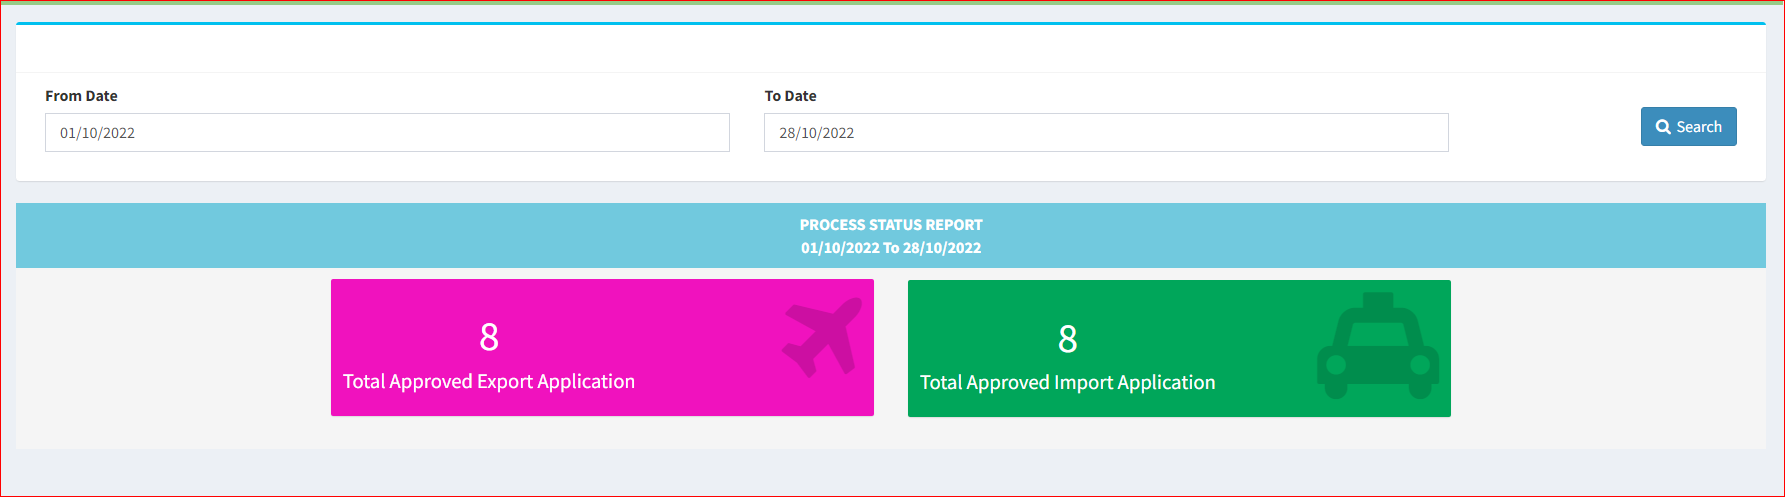 From Date
To Date
01/10/2022
28/10/2022
Search
PROCESS STATUS REPORT
01/10/2022 To 28/10/2022
8
Total Approved Export Application
8
Total Approved Import Application